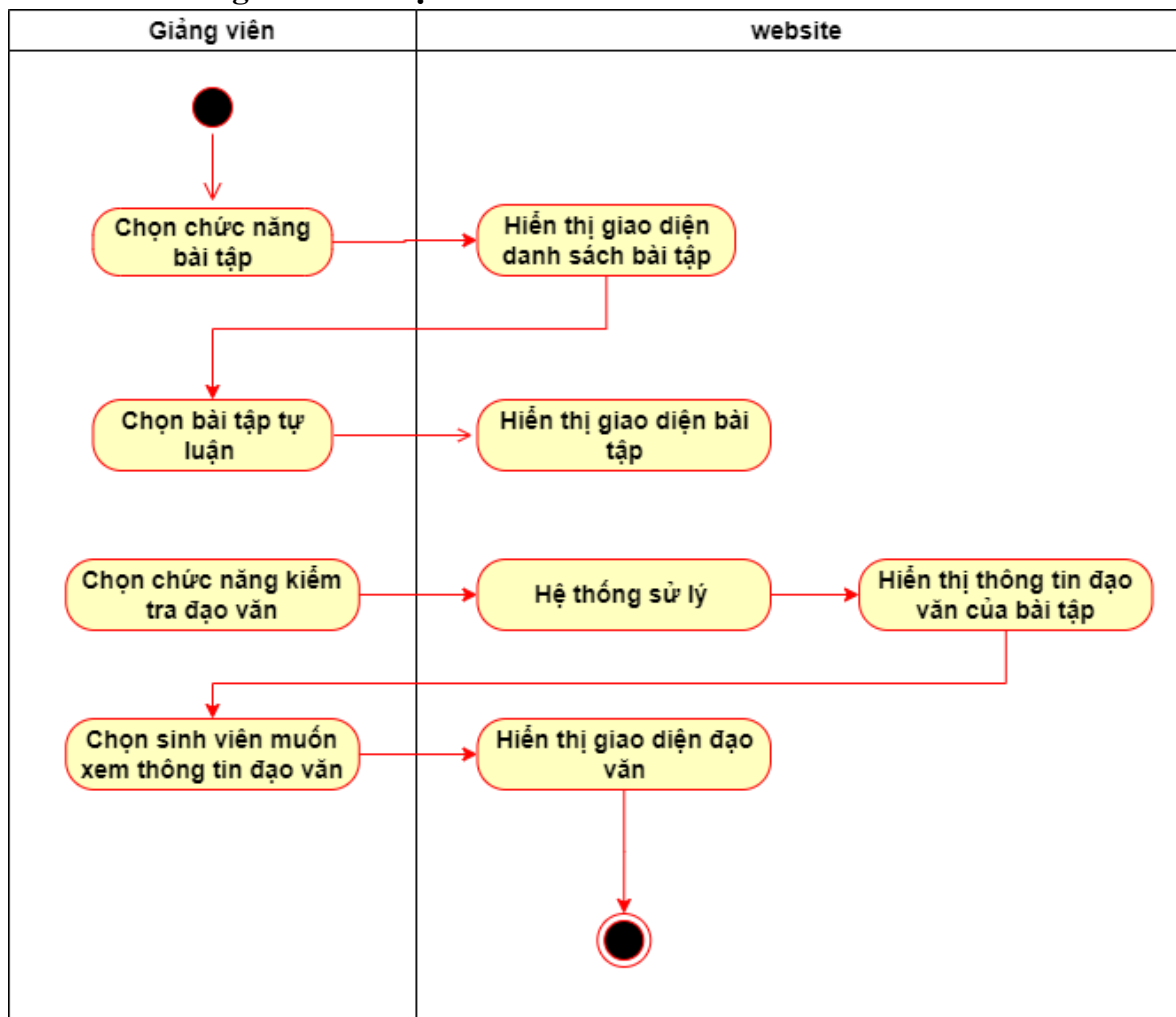 Giảng viên
website
Chọn chức năng
bài tập
Hiển thị giao diện
danh sách bài tập
Chọn bài tập tự
luận
Hiển thị giao diện bài
tập
Chọn chức năng kiểm
tra đạo văn
Hệ thống sử lý
Hiển thị thông tin đạo
văn của bài tập
Chọn sinh viên muốn
xem thông tin đạo văn
Hiển thị giao diện đạo
văn